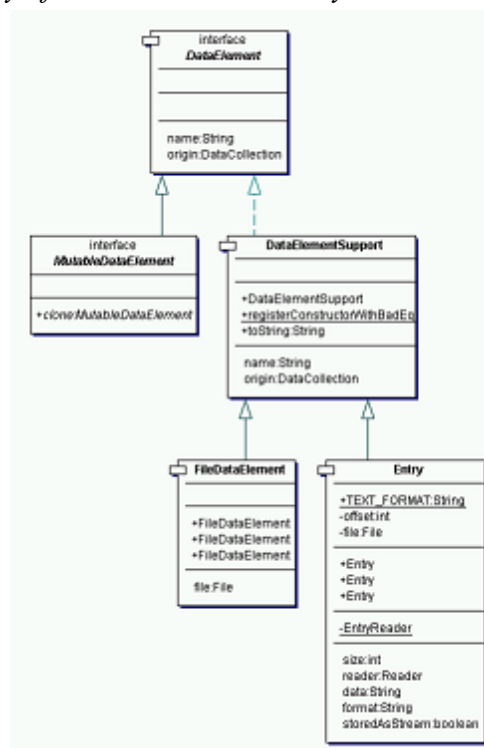 interface
DataElement
name:String
origin:DataCollection
interface
MutableDataElement
+clone:MutableDataElement
DataElementSupport
+DataElementSupport
+registerConstructorWithBadEq
+toString:String
name:String
origin:DataCollection
FileDataElement
+FileDataElement
+FileDataElement
+FileDataElement
file:File
Entry
+TEXT_FORMAT:String
-offset:int
-file:File
+Entry
+Entry
+Entry
-EntryReader
size:int
reader:Reader
data:String
format:String
storedAsStream:boolean